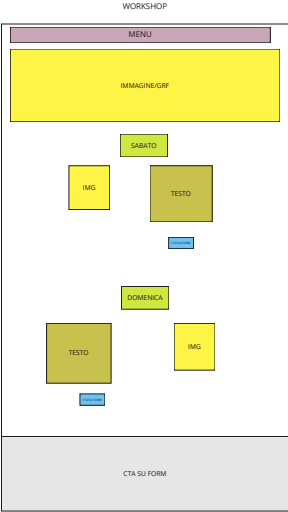 WORKSHOP
MENU
IMMAGINE/GRF
SABATO
IMG
TESTO
DOMENICA
TESTO
IMG
CTA SU FORM